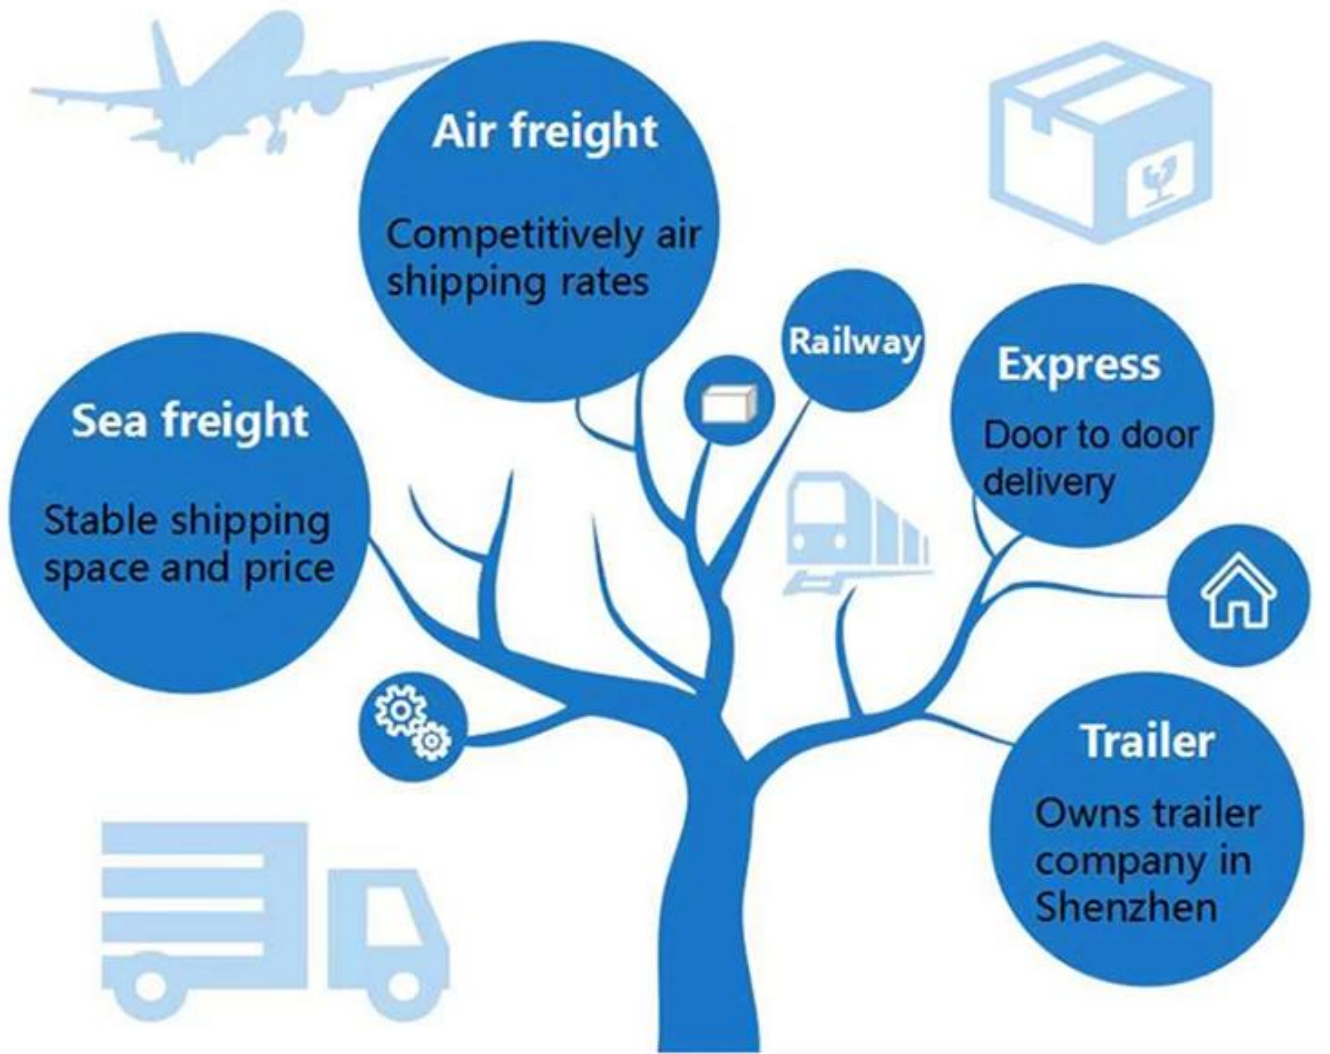 Air freight
Competitively air
shipping rates
Railway
Express
Door to door
delivery
Sea freight
Stable shipping
space and price
Trailer
Owns trailer
company in
Shenzhen